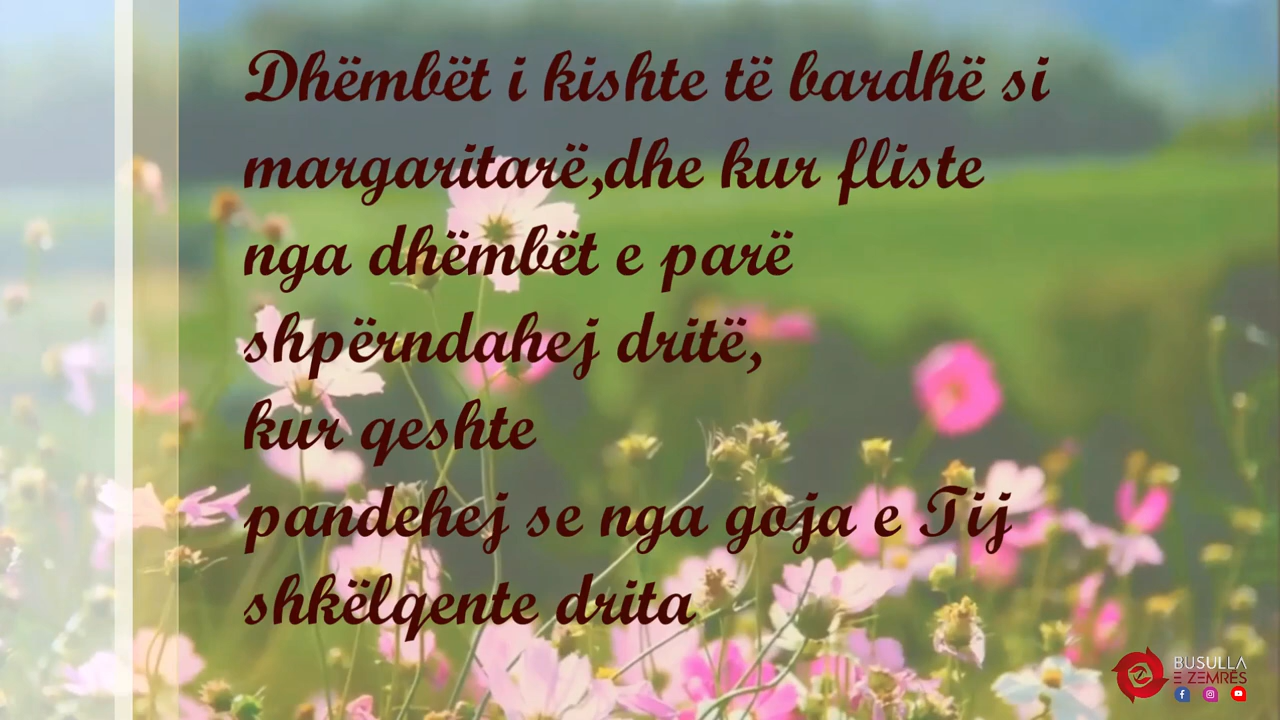 Dhëmbët i kishte të bardhë si
margaritarë,dhe kur fliste
nga dhëmbët e parë
shpërndahej dritë,
kur qeshte
pandehej se nga goja e Tij
shkëlqente drita
BUSULLA
E ZEMRES